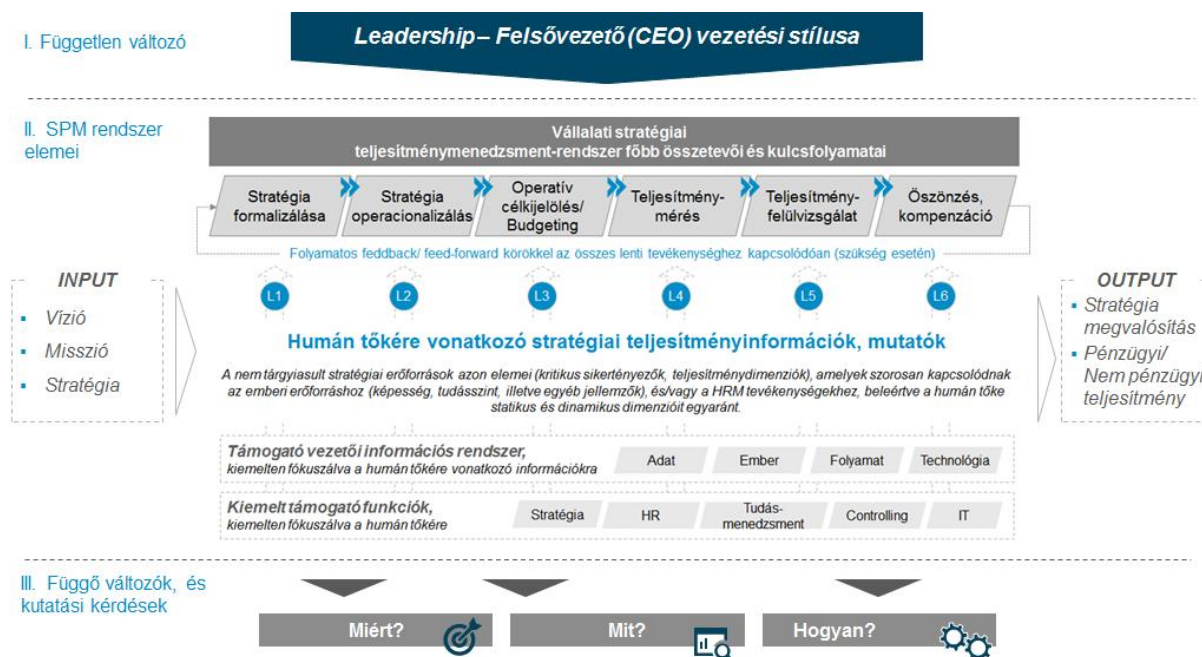 I. Független változó
Leadership – Felsővezető (CEO) vezetési stílusa
II. SPM rendszer
elemei
Vállalati stratégiai
teljesítménymenedzsment-rendszer főbb összetevői és kulcsfolyamatai
Stratégia
formalizálása
Stratégia
operacionalizálás
Operatív
célkijelölés/
Budgeting
Teljesítmény-
mérés
Teljesítmény-
felülvizsgálat
Öszönzés,
kompenzáció
Folyamatos feddback/ feed-forward körökkel az összes lenti tevékenységhez kapcsolódóan (szükség esetén)
INPUT
▪ Vízió
▪ Misszió
▪ Stratégia
L1
L2
L3
L4
L5
L6
Humán tőkére vonatkozó stratégiai teljesítményinformációk, mutatók
A nem tárgyiasult stratégiai erőforrások azon elemei (kritikus sikertényezők, teljesítménydimenziók), amelyek szorosan kapcsolódnak
az emberi erőforráshoz (képesség, tudásszint, illetve egyéb jellemzők), és/vagy a HRM tevékenységekhez, beleértve a humán tőke
statikus és dinamikus dimenzióit egyaránt.
OUTPUT
▪ Stratégia
megvalósítás
▪ Pénzügyi/
Nem pénzügyi
teljesítmény
Támogató vezetői információs rendszer,
kiemelten fókuszálva a humán tőkére vonatkozó információkra
Adat
Ember
Folyamat
Technológia
Kiemelt támogató funkciók,
kiemelten fókuszálva a humán tőkére
Stratégia
HR
Tudás-
menedzsment
Controlling
IT
III. Függő változók, és
kutatási kérdések
Miért?
Mit?
Hogyan?